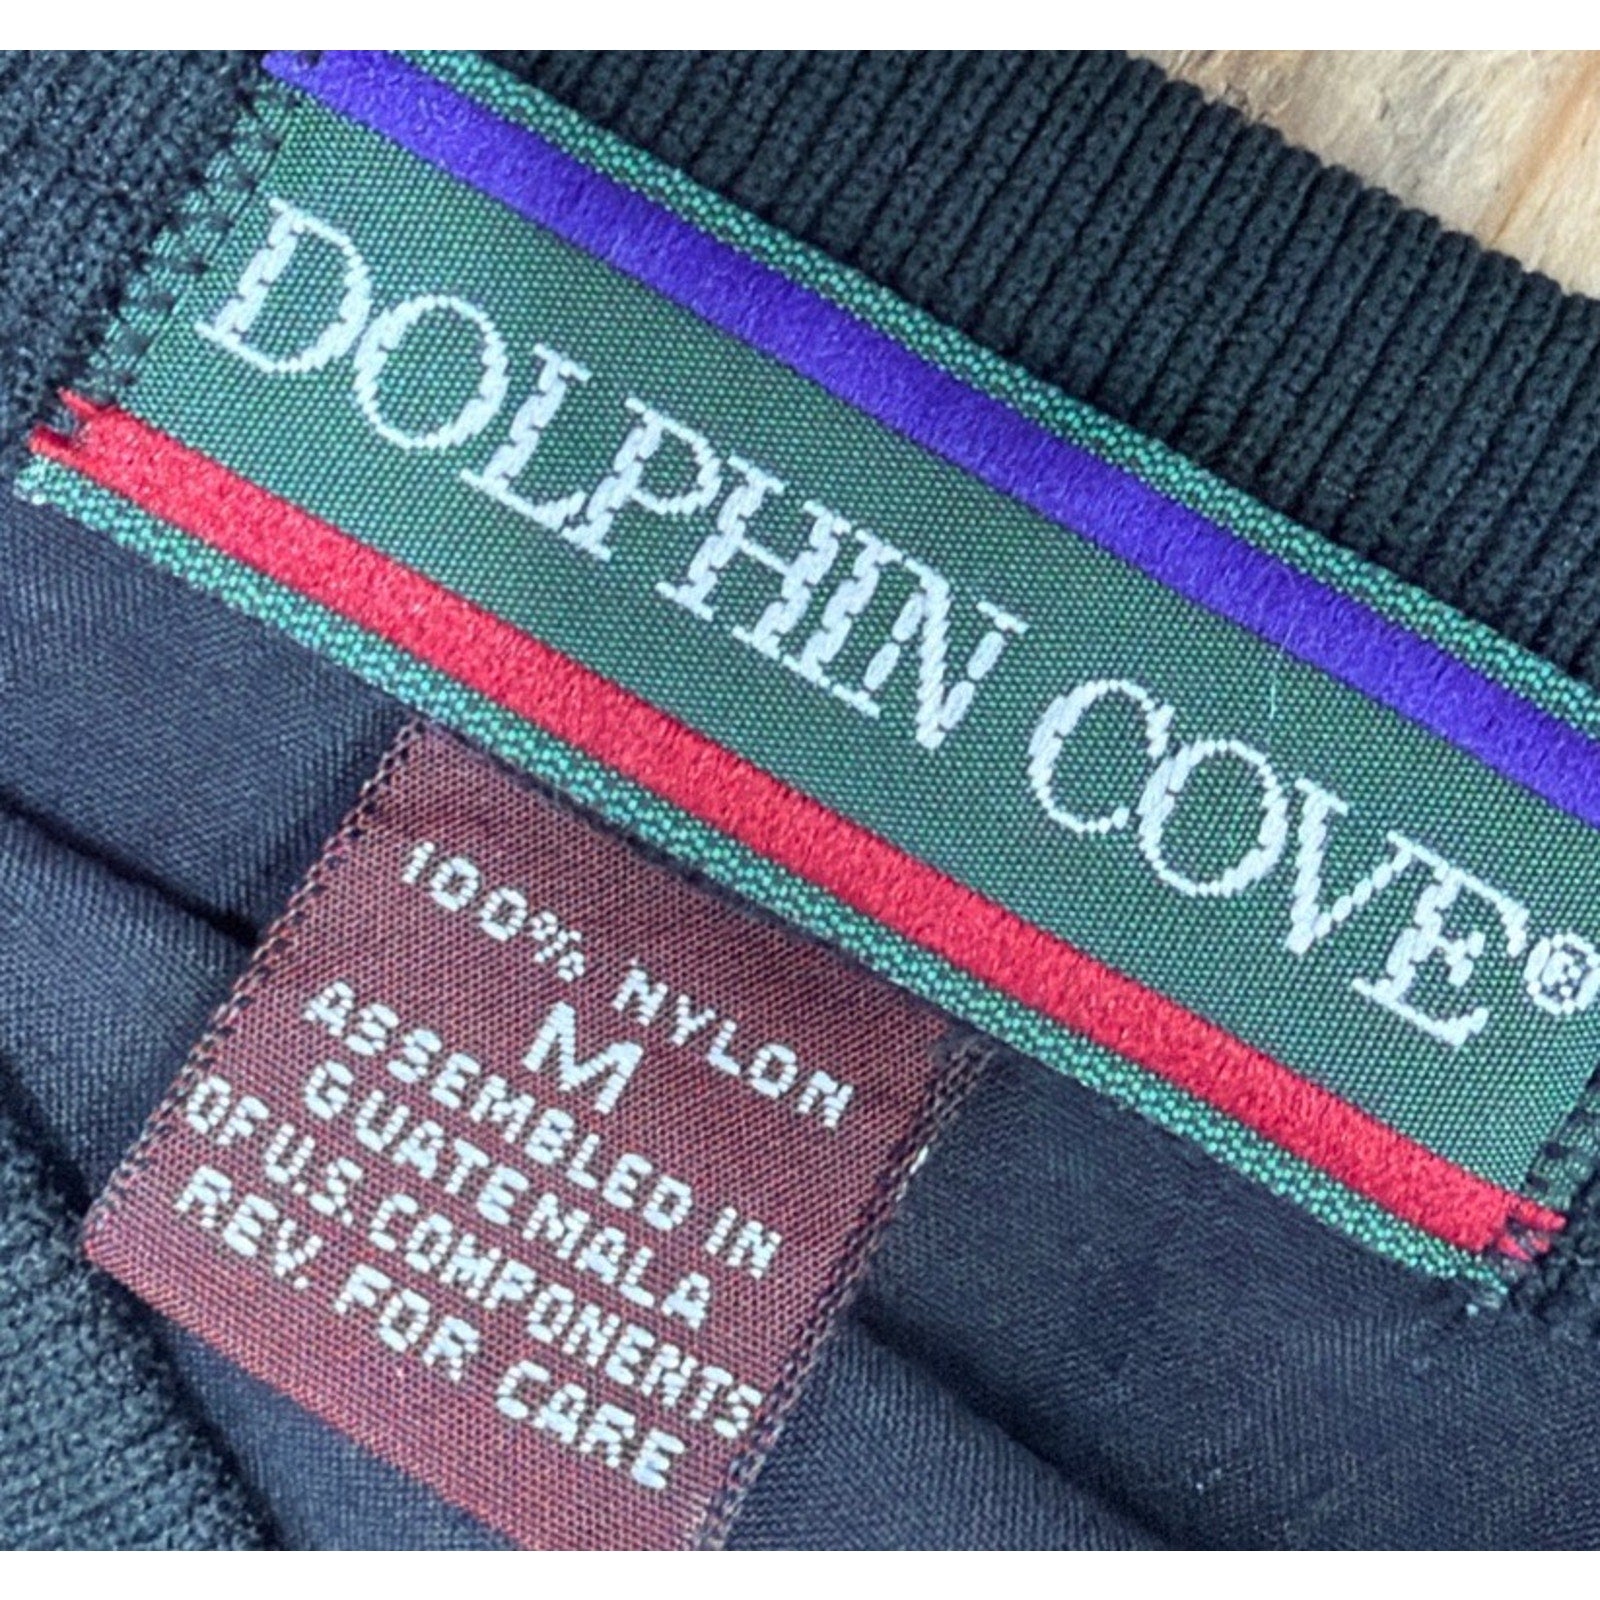 DOLPHIN COVE®
100% NYLON
M
ASSEMBLED IN
GUATEMALA
OF U.S. COMPONENTS
REV. FOR CARE